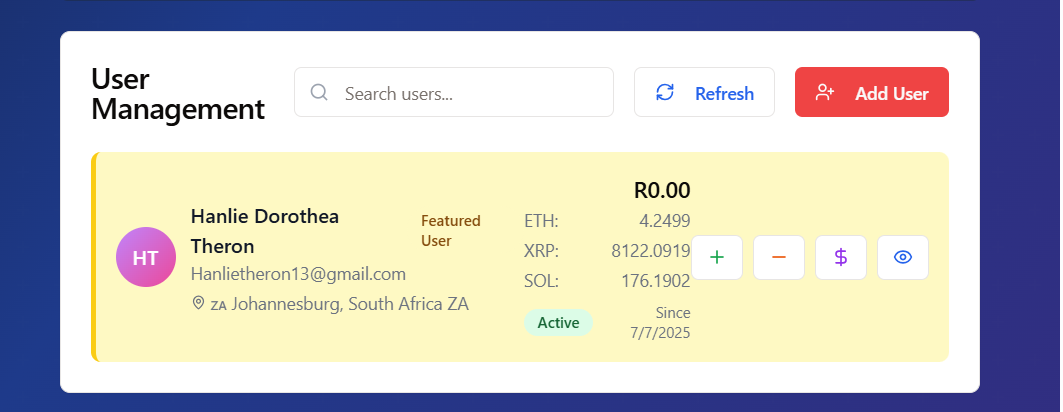 User
Management
Search users...
Refresh
Add User
HT
Hanlie Dorothea
Theron
Hanlietheron13@gmail.com
ZA Johannesburg, South Africa ZA
Featured
User
R0.00
ETH: 4.2499
XRP: 8122.0919
SOL: 176.1902
Active
Since
7/7/2025